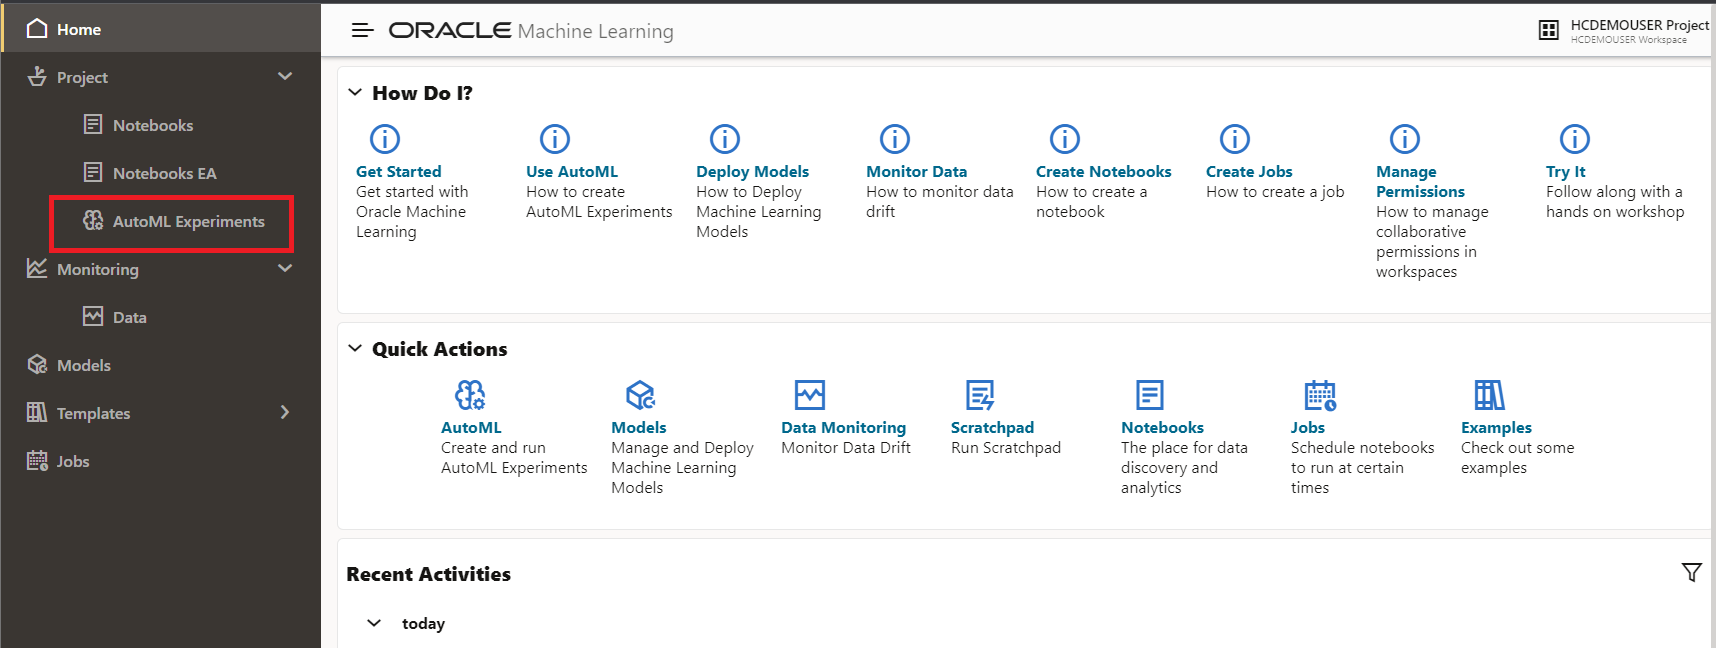 Home
Project
Notebooks
Notebooks EA
AutoML Experiments
Monitoring
Data
Models
Templates
Jobs
ORACLE Machine Learning
HCDEMOUSER Project
HCDEMOUSER Workspace
How Do I?
Get Started
Get started with
Oracle Machine
Learning
Use AutoML
How to create
AutoML Experiments
Deploy Models
How to Deploy
Machine Learning
Models
Monitor Data
How to monitor data
drift
Create Notebooks
How to create a
notebook
Create Jobs
How to create a job
Manage
Permissions
How to manage
collaborative
permissions in
workspaces
Try It
Follow along with a
hands on workshop
Quick Actions
AutoML
Create and run
AutoML Experiments
Models
Manage and Deploy
Machine Learning
Models
Data Monitoring
Monitor Data Drift
Scratchpad
Run Scratchpad
Notebooks
The place for data
discovery and
analytics
Jobs
Schedule notebooks
to run at certain
times
Examples
Check out some
examples
Recent Activities
today